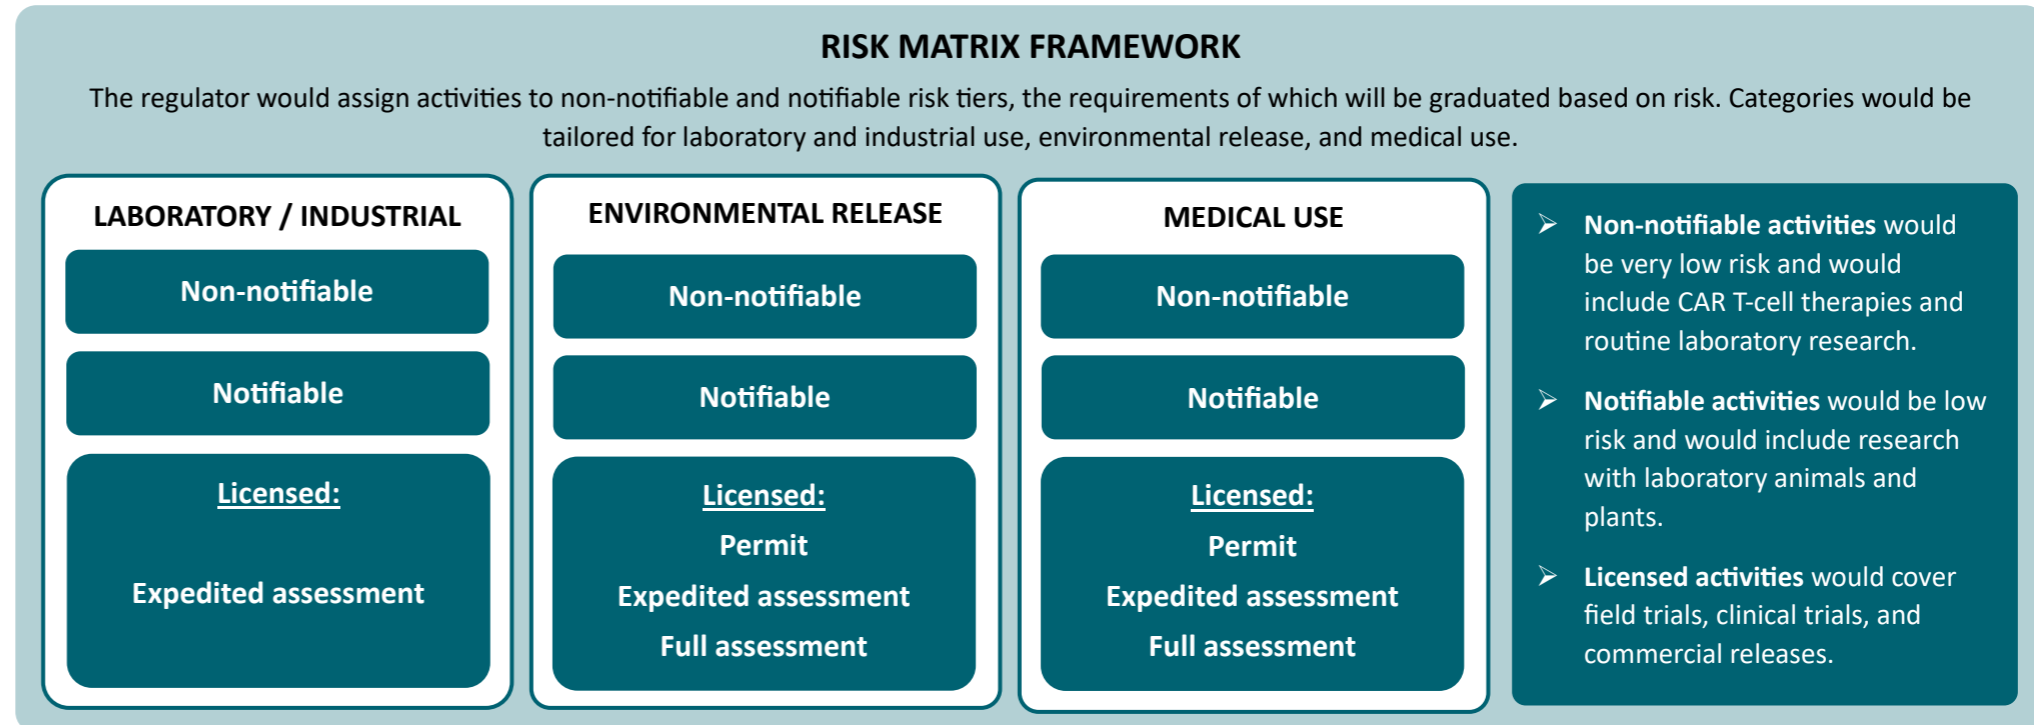 RISK MATRIX FRAMEWORK
The regulator would assign activities to non-notifiable and notifiable risk tiers, the requirements of which will be graduated based on risk. Categories would be
tailored for laboratory and industrial use, environmental release, and medical use.
LABORATORY / INDUSTRIAL
Non-notifiable
Notifiable
Licensed:
Expedited assessment
ENVIRONMENTAL RELEASE
Non-notifiable
Notifiable
Licensed:
Permit
Expedited assessment
Full assessment
MEDICAL USE
Non-notifiable
Notifiable
Licensed:
Permit
Expedited assessment
Full assessment
➢ Non-notifiable activities would
be very low risk and would
include CAR T-cell therapies and
routine laboratory research.
➢ Notifiable activities would be low
risk and would include research
with laboratory animals and
plants.
➢ Licensed activities would cover
field trials, clinical trials, and
commercial releases.